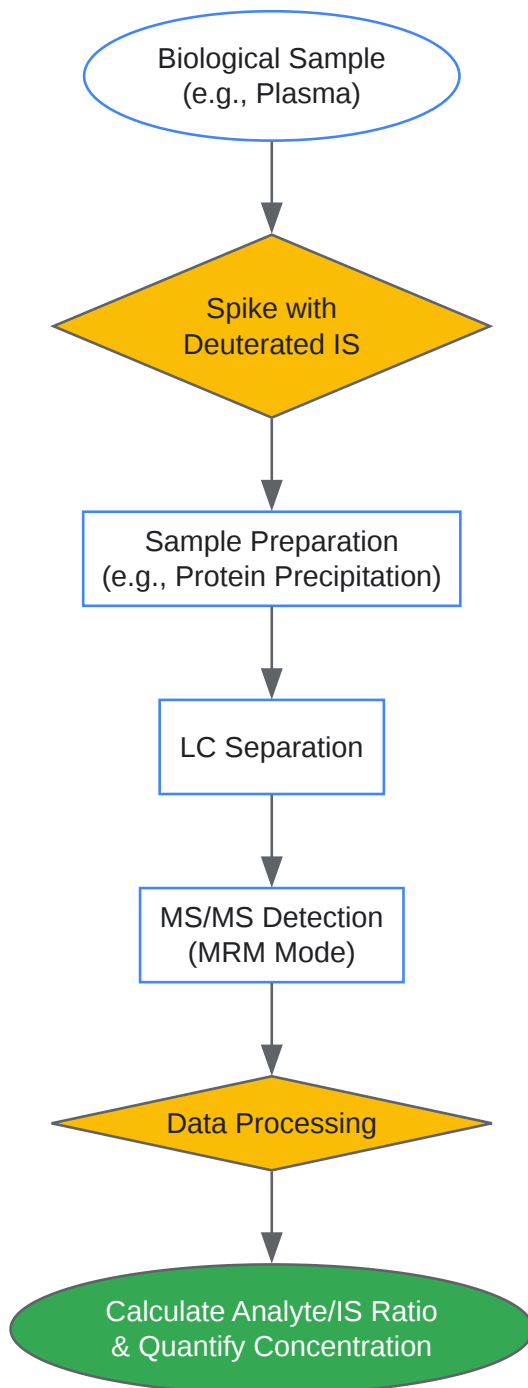 Biological Sample
(e.g., Plasma)
Spike with
Deuterated IS
Sample Preparation
(e.g., Protein Precipitation)
LC Separation
MS/MS Detection
(MRM Mode)
Data Processing
Calculate Analyte/IS Ratio
& Quantify Concentration